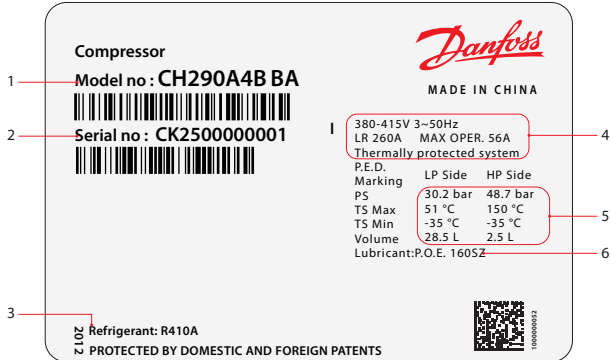 Compressor
Danfoss
1
Model no : CH290A4B BA
MADE IN CHINA
2
Serial no : CK2500000001
I
380-415V 3~50Hz
LR 260A MAX OPER. 56A
4
Thermally protected system
P.E.D.
Marking LP Side HP Side
PS 30.2 bar 48.7 bar
TS Max 51 °C 150 °C
5
TS Min -35 °C -35 °C
Volume 28.5 L 2.5 L
Lubricant:P.O.E. 160SZ
6
3
Refrigerant: R410A
2012
PROTECTED BY DOMESTIC AND FOREIGN PATENTS
1000000052